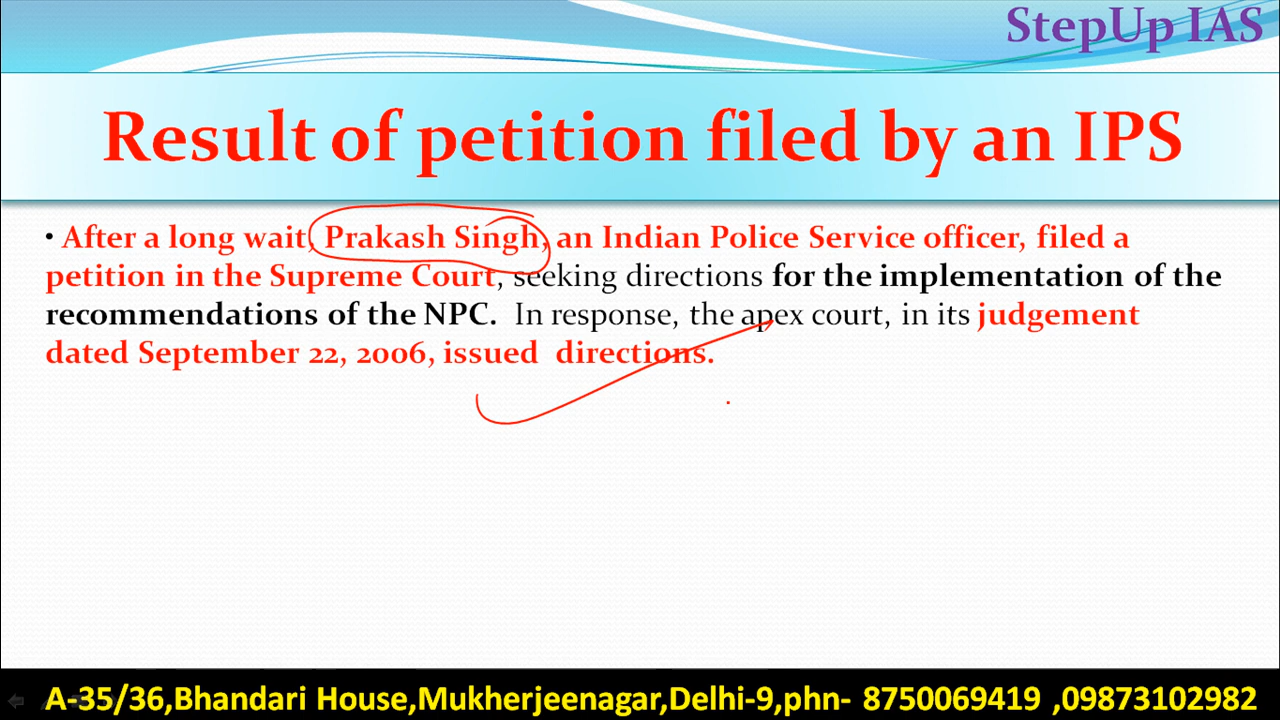 StepUp IAS
Result of petition filed by an IPS
• After a long wait, Prakash Singh, an Indian Police Service officer, filed a
petition in the Supreme Court, seeking directions for the implementation of the
recommendations of the NPC. In response, the apex court, in its judgement
dated September 22, 2006, issued directions.
A-35/36,Bhandari House,Mukherjeenagar,Delhi-9,phn- 8750069419 ,09873102982